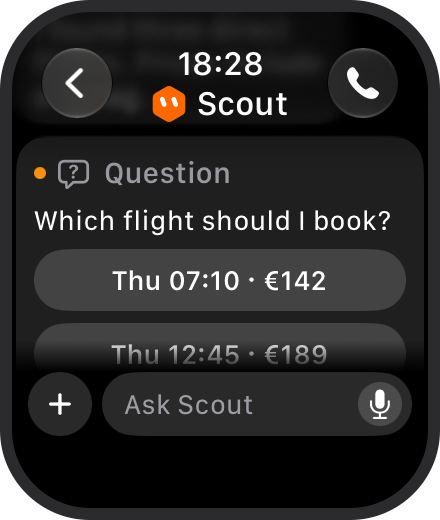 18:28
Scout
Question
Which flight should I book?
Thu 07:10 · €142
Thu 12:45 · €189
Ask Scout